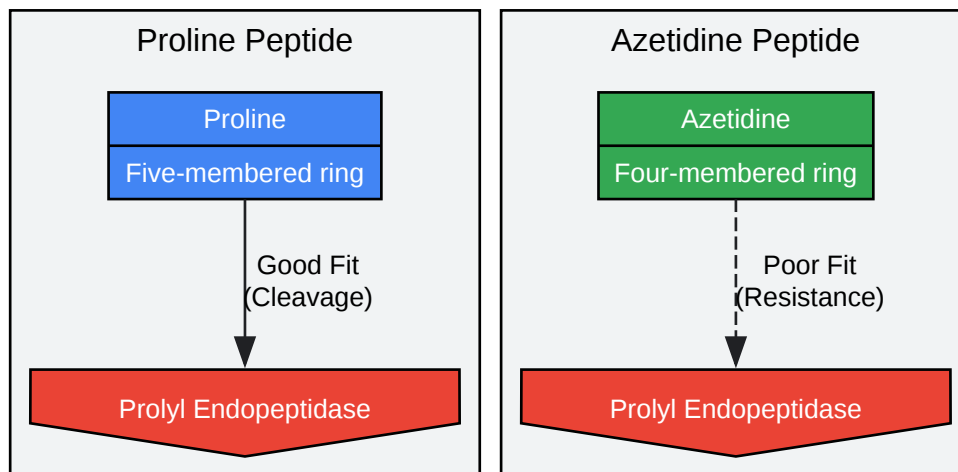 Proline Peptide
Proline
Five-membered ring
Good Fit
(Cleavage)
Prolyl Endopeptidase
Azetidine Peptide
Azetidine
Four-membered ring
Poor Fit
(Resistance)
Prolyl Endopeptidase